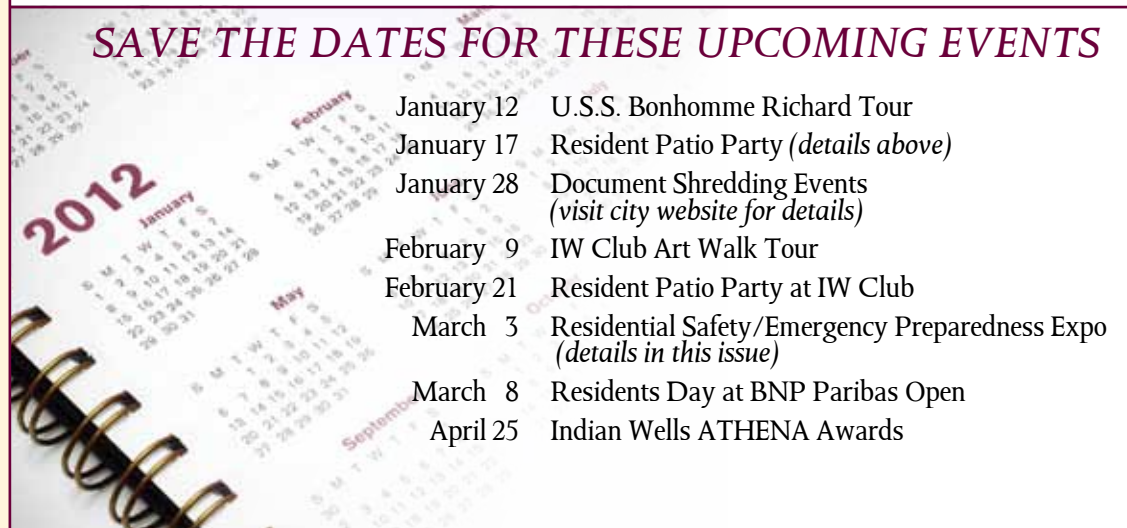 SAVE THE DATES FOR THESE UPCOMING EVENTS
January 12 U.S.S. Bonhomme Richard Tour
January 17 Resident Patio Party (details above)
January 28 Document Shredding Events
(visit city website for details)
February 9 IW Club Art Walk Tour
February 21 Resident Patio Party at IW Club
March 3 Residential Safety/Emergency Preparedness Expo
(details in this issue)
March 8 Residents Day at BNP Paribas Open
April 25 Indian Wells ATHENA Awards
2012
January
February
May
September